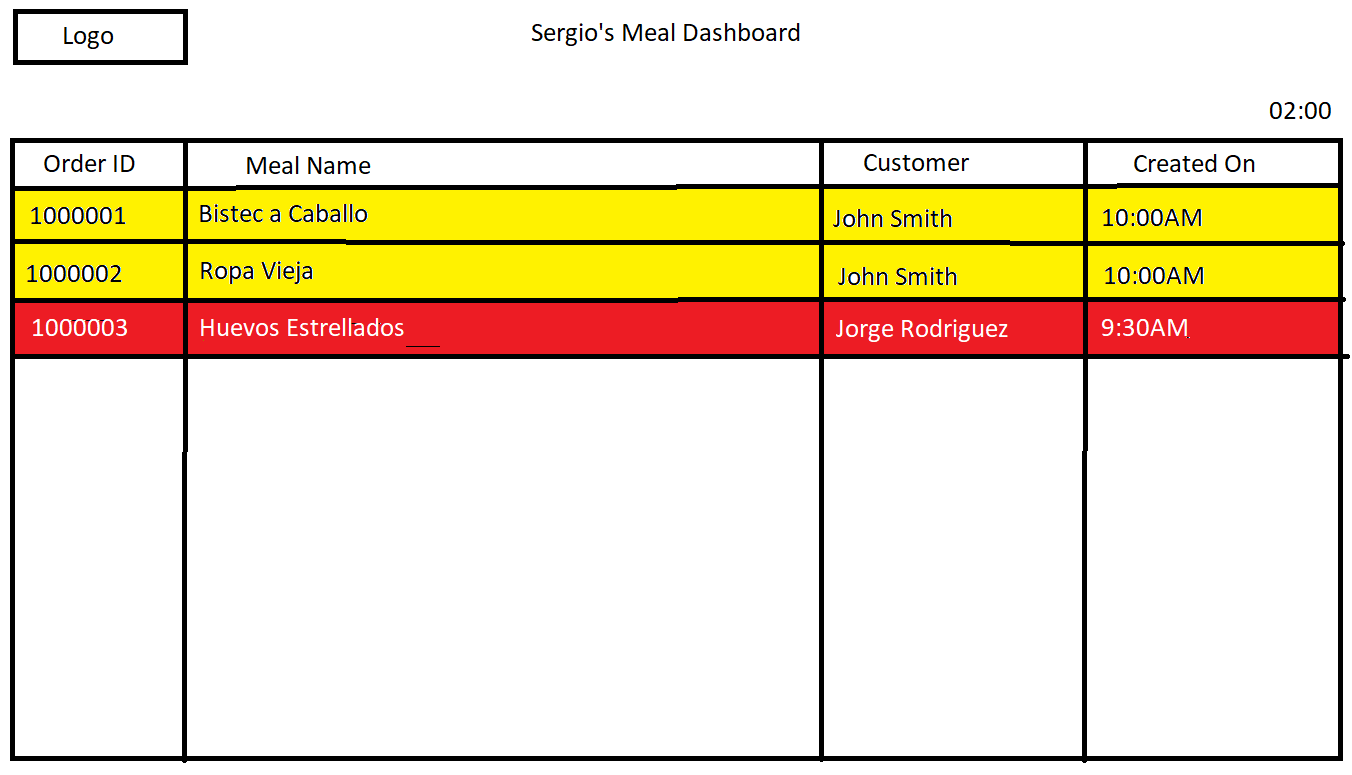 Logo
Sergio's Meal Dashboard
02:00
Order ID Meal Name Customer Created On
1000001 Bistec a Caballo John Smith 10:00AM
1000002 Ropa Vieja John Smith 10:00AM
1000003 Huevos Estrellados Jorge Rodriguez 9:30AM